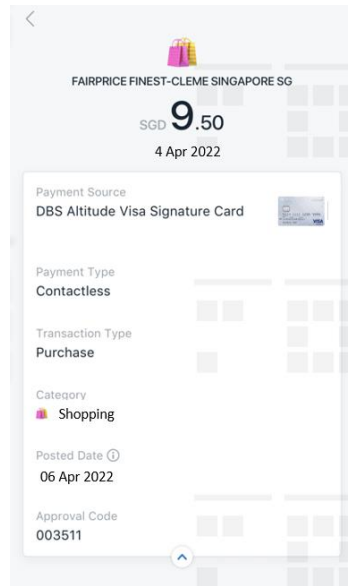 FAIRPRICE FINEST-CLEME SINGAPORE SG
SGD 9.50
4 Apr 2022
Payment Source
DBS Altitude Visa Signature Card
VISA
Payment Type
Contactless
Transaction Type
Purchase
Category
Shopping
Posted Date
06 Apr 2022
Approval Code
003511